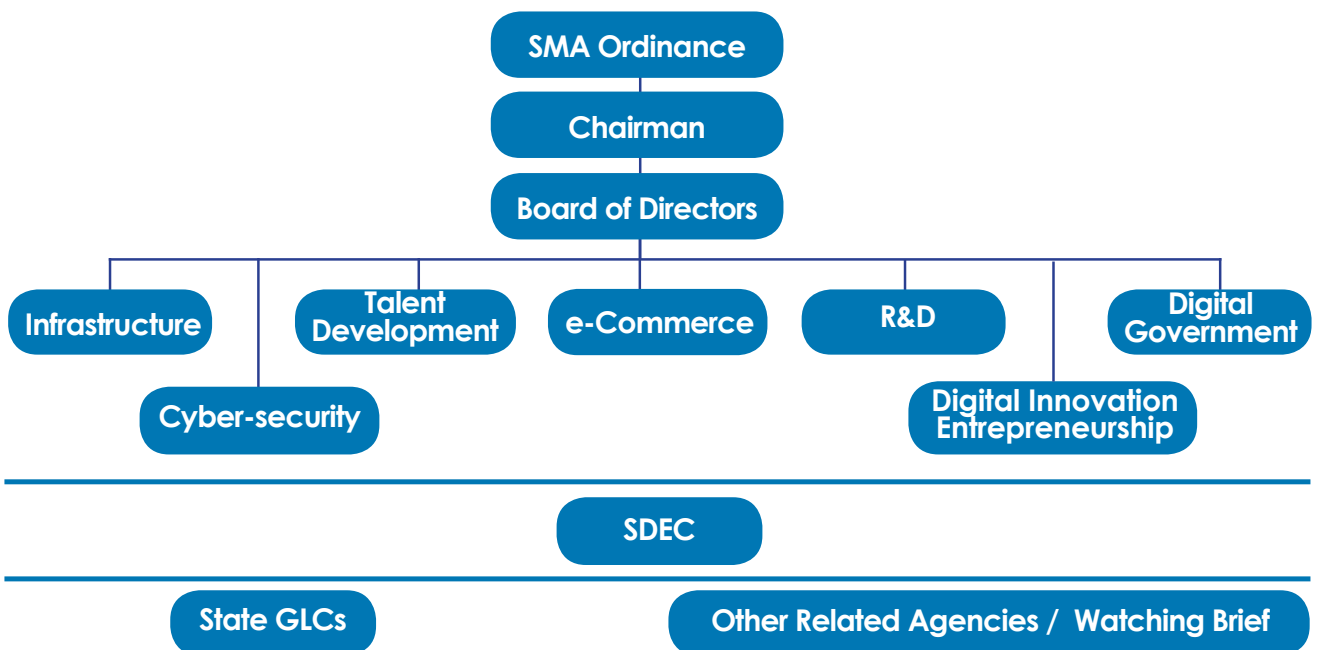 SMA Ordinance
Chairman
Board of Directors
Infrastructure
Talent
Development
e-Commerce
R&D
Digital
Government
Cyber-security
Digital Innovation
Entrepreneurship
SDEC
State GLCs
Other Related Agencies / Watching Brief